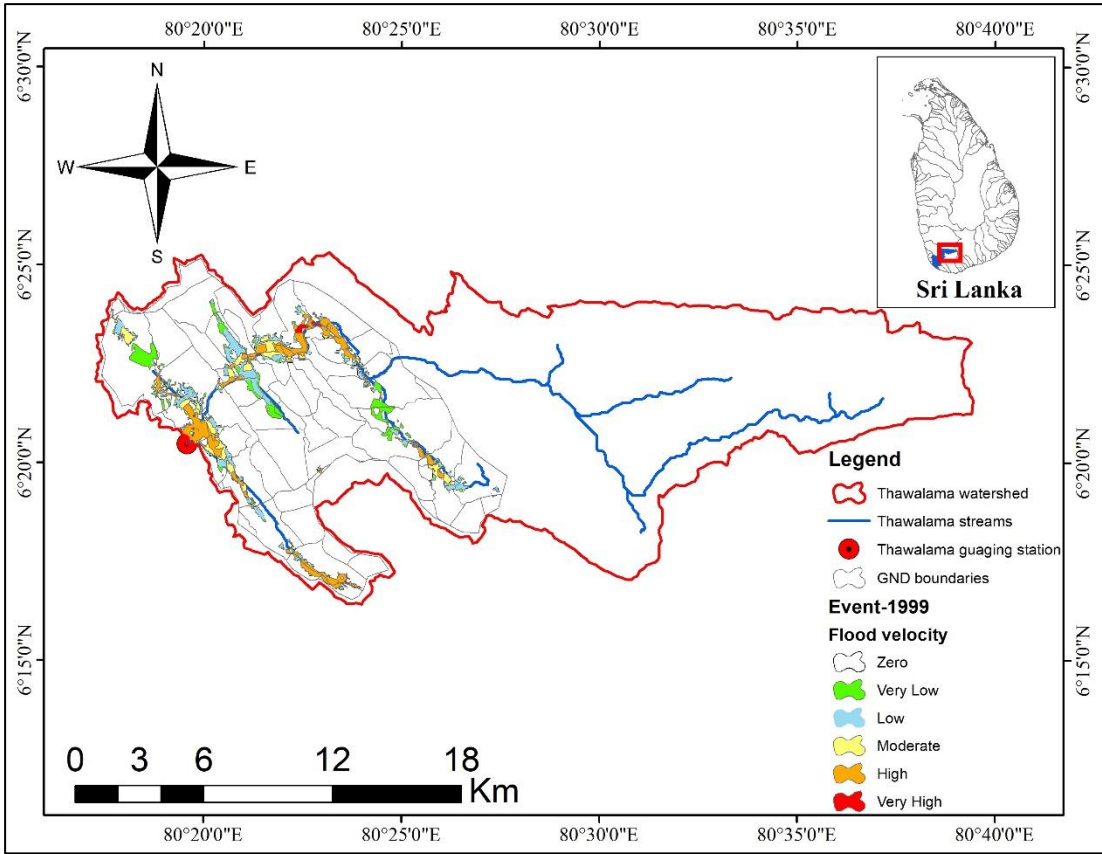 80°20'0"E 80°25'0"E 80°30'0"E 80°35'0"E 80°40'0"E
6°30'0"N 6°30'0"N
N
W E
S
Sri Lanka
6°25'0"N 6°25'0"N
6°20'0"N 6°20'0"N
Legend
Thawalama watershed
Thawalama streams
Thawalama guaging station
GND boundaries
Event-1999
Flood velocity
Zero
Very Low
Low
Moderate
High
Very High
6°15'0"N 6°15'0"N
0 3 6 12 18
Km
80°20'0"E 80°25'0"E 80°30'0"E 80°35'0"E 80°40'0"E